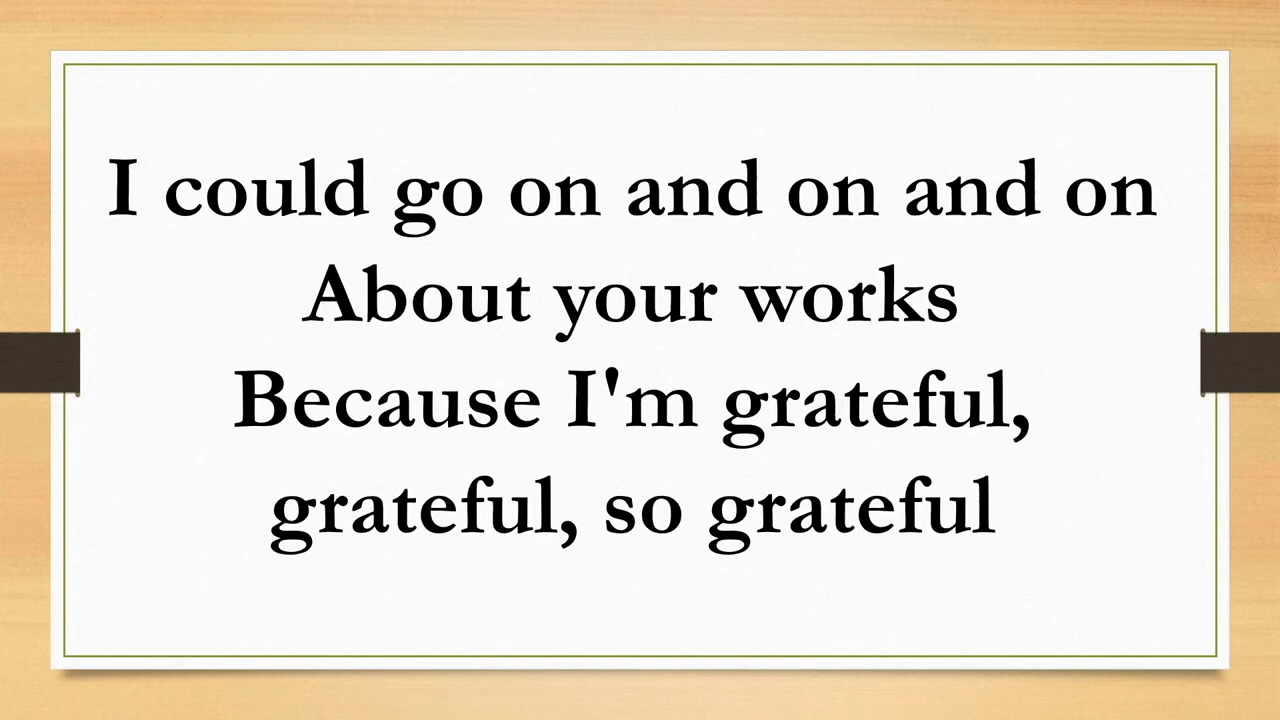 I could go on and on and on
About your works
Because I'm grateful,
grateful, so grateful